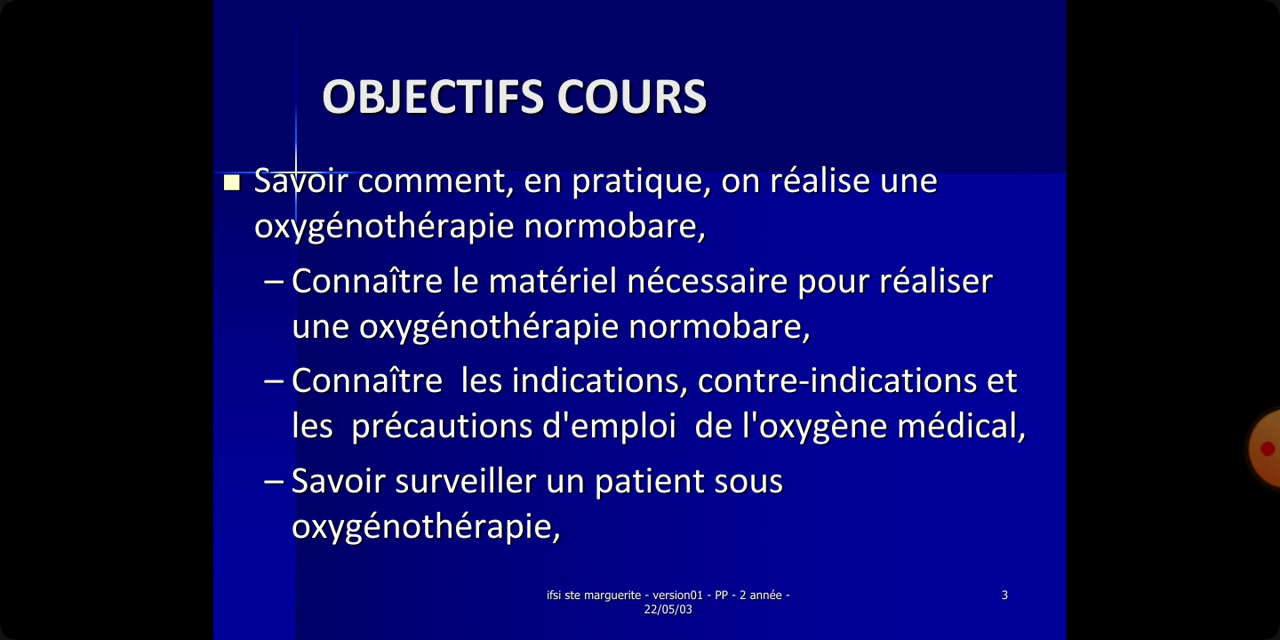 OBJECTIFS COURS
■ Savoir comment, en pratique, on réalise une
oxygénothérapie normobare,
– Connaître le matériel nécessaire pour réaliser
une oxygénothérapie normobare,
– Connaître  les indications, contre-indications et
les  précautions d'emploi  de l'oxygène médical,
– Savoir surveiller un patient sous
oxygénothérapie,
ifsi ste marguerite - version01 - PP - 2 année -
22/05/03
3